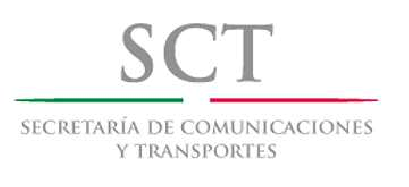 SCT
SECRETARÍA DE COMUNICACIONES
Y TRANSPORTES